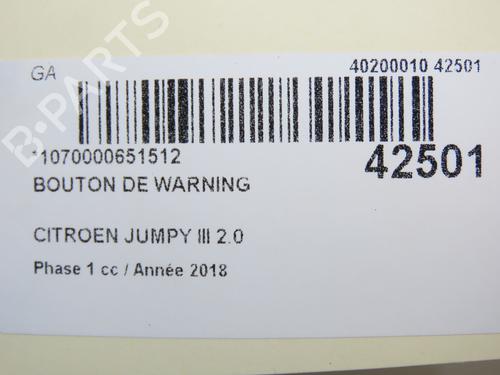 GA
40200010 42501
*1070000651512
42501
BOUTON DE WARNING
CITROEN JUMPY III 2.0
Phase 1 cc / Année 2018
B-PARTS